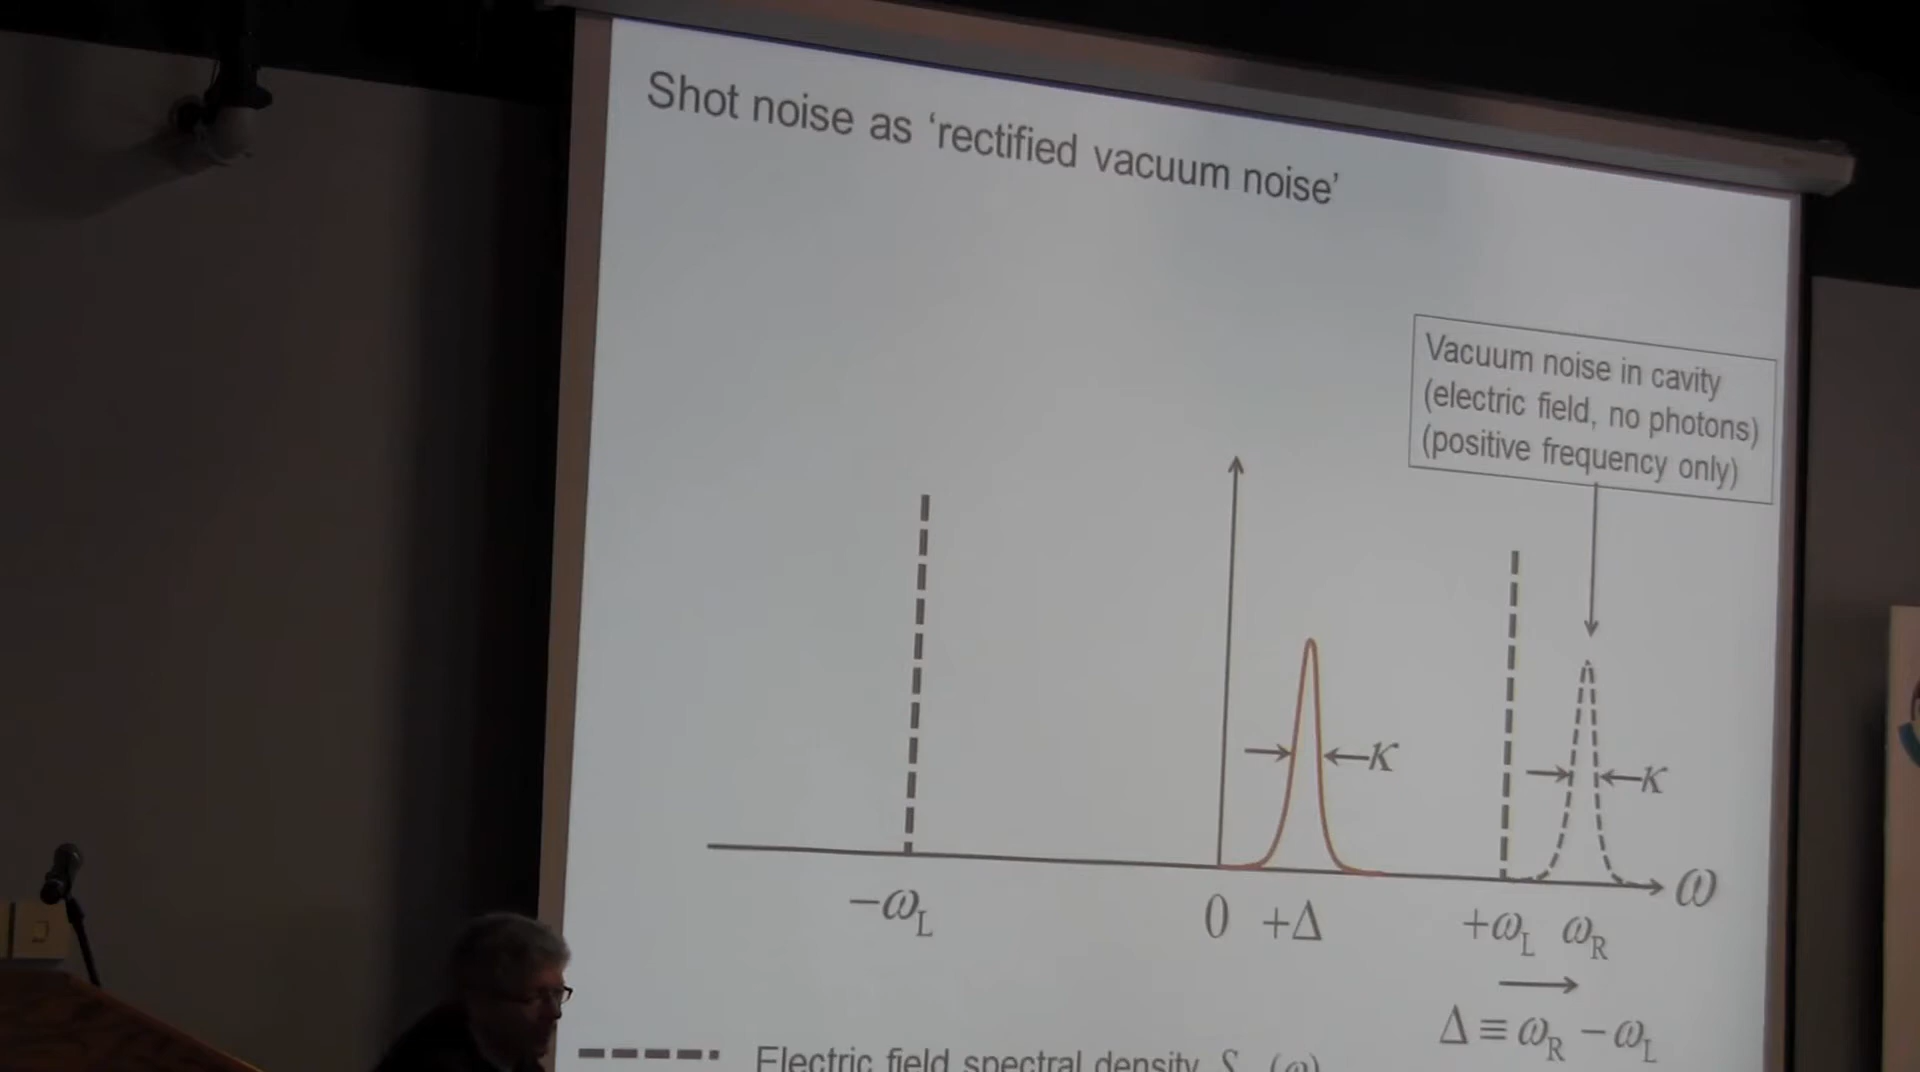 Shot noise as ‘rectified vacuum noise’
Vacuum noise in cavity
(electric field, no photons)
(positive frequency only)
κ
κ
ω
−ω_L
0
+Δ
+ω_L
ω_R
Δ ≡ ω_R − ω_L
Electric field spectral density S (ω)